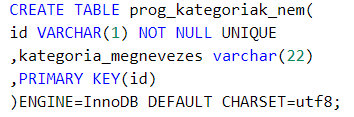 CREATE TABLE prog_kategoriak_nem(
id VARCHAR(1) NOT NULL UNIQUE
,kategoria_megnevezes varchar(22)
,PRIMARY KEY(id)
)ENGINE=InnoDB DEFAULT CHARSET=utf8;